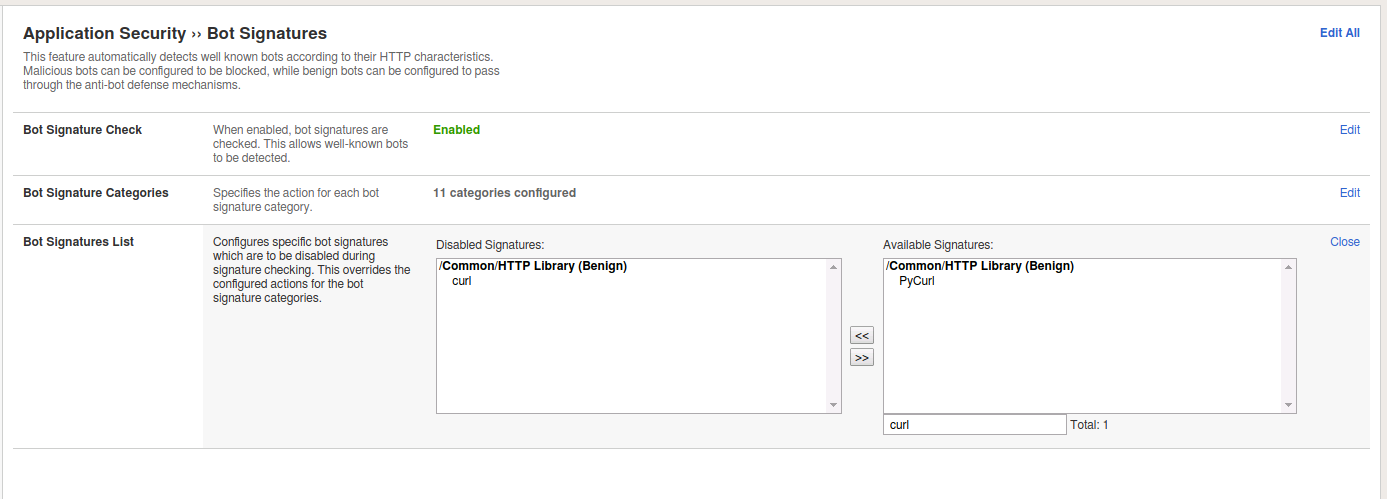 Application Security ›› Bot Signatures
Edit All
This feature automatically detects well known bots according to their HTTP characteristics.
Malicious bots can be configured to be blocked, while benign bots can be configured to pass
through the anti-bot defense mechanisms.
Bot Signature Check
When enabled, bot signatures are
checked. This allows well-known bots
to be detected.
Enabled
Edit
Bot Signature Categories
Specifies the action for each bot
signature category.
11 categories configured
Edit
Bot Signatures List
Configures specific bot signatures
which are to be disabled during
signature checking. This overrides the
configured actions for the bot
signature categories.
Disabled Signatures:
/Common/HTTP Library (Benign)
curl
<<
>>
Available Signatures:
/Common/HTTP Library (Benign)
PyCurl
curl
Total: 1
Close